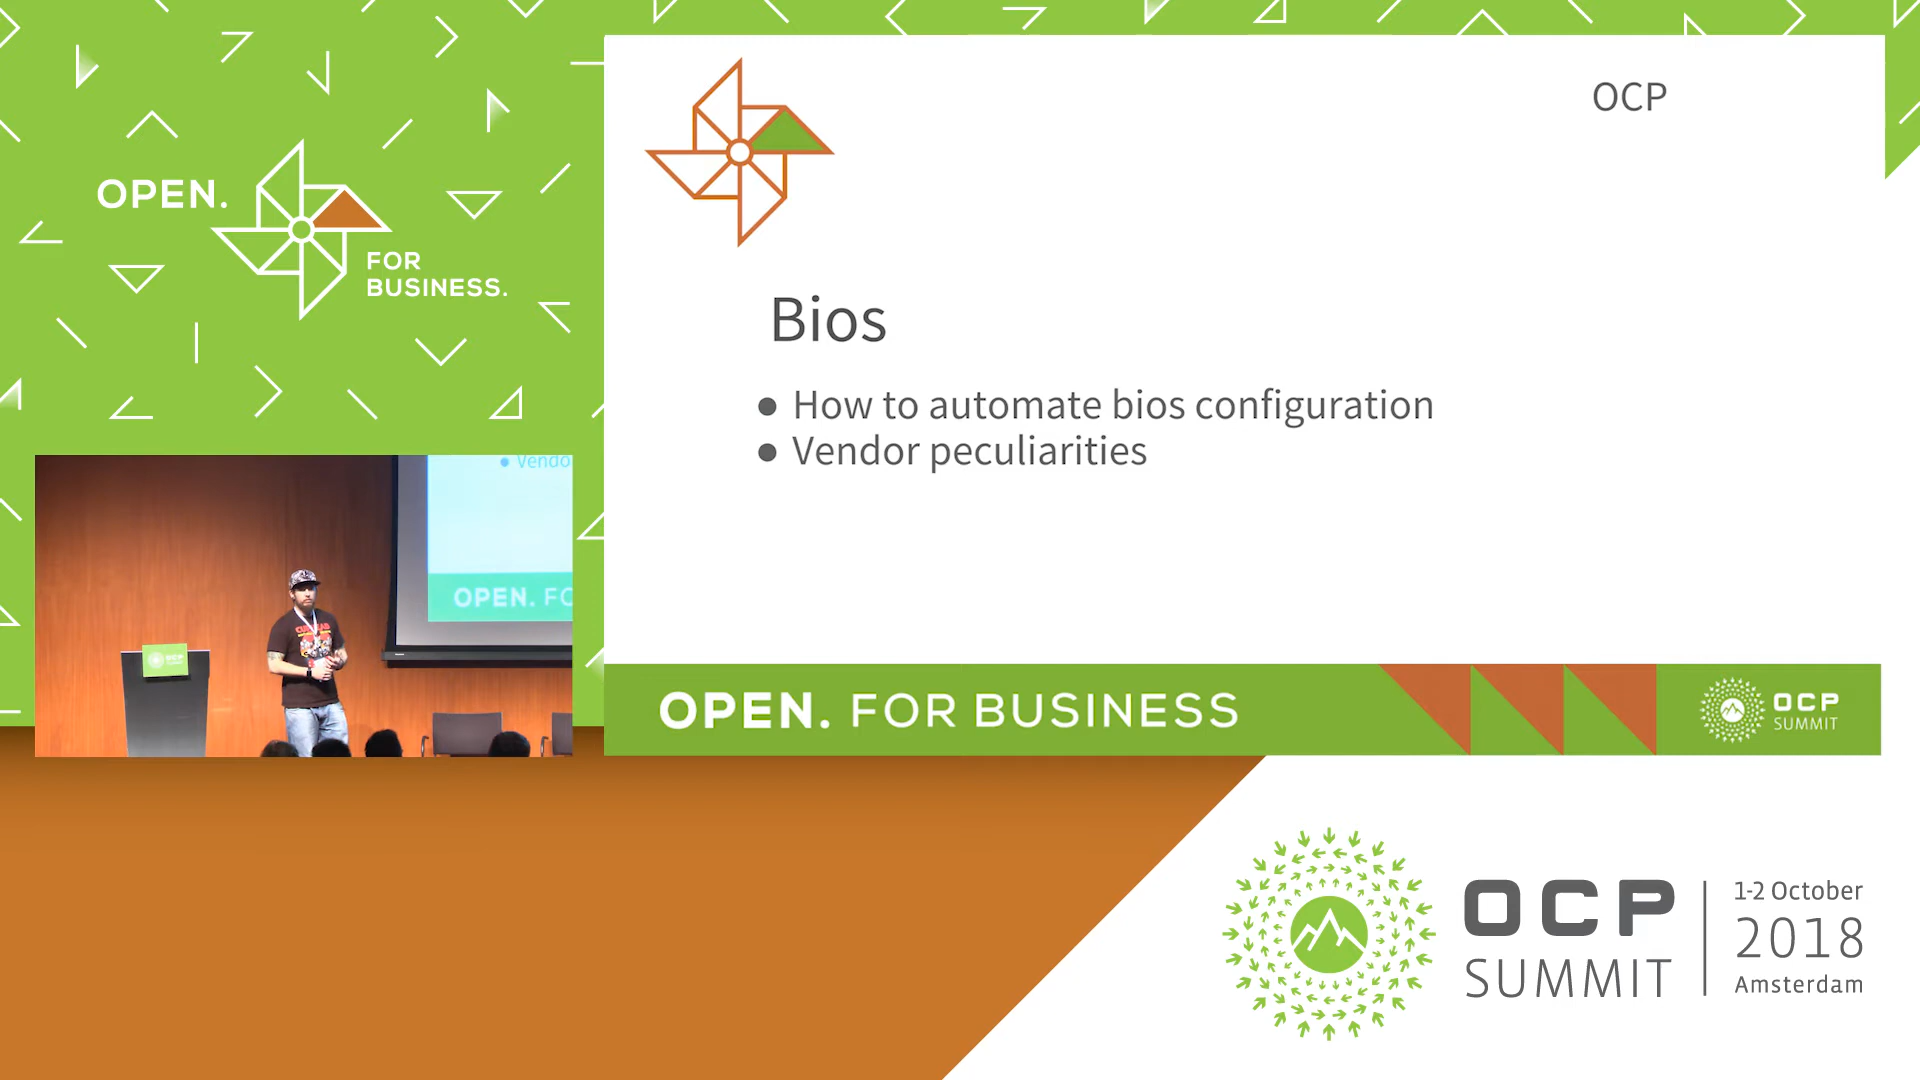 OPEN.
FOR
BUSINESS.
OCP
Bios
● How to automate bios configuration
● Vendor peculiarities
● Vendo
OPEN. FO
OPEN. FOR BUSINESS
OCP
SUMMIT
OCP
SUMMIT
1-2 October
2018
Amsterdam